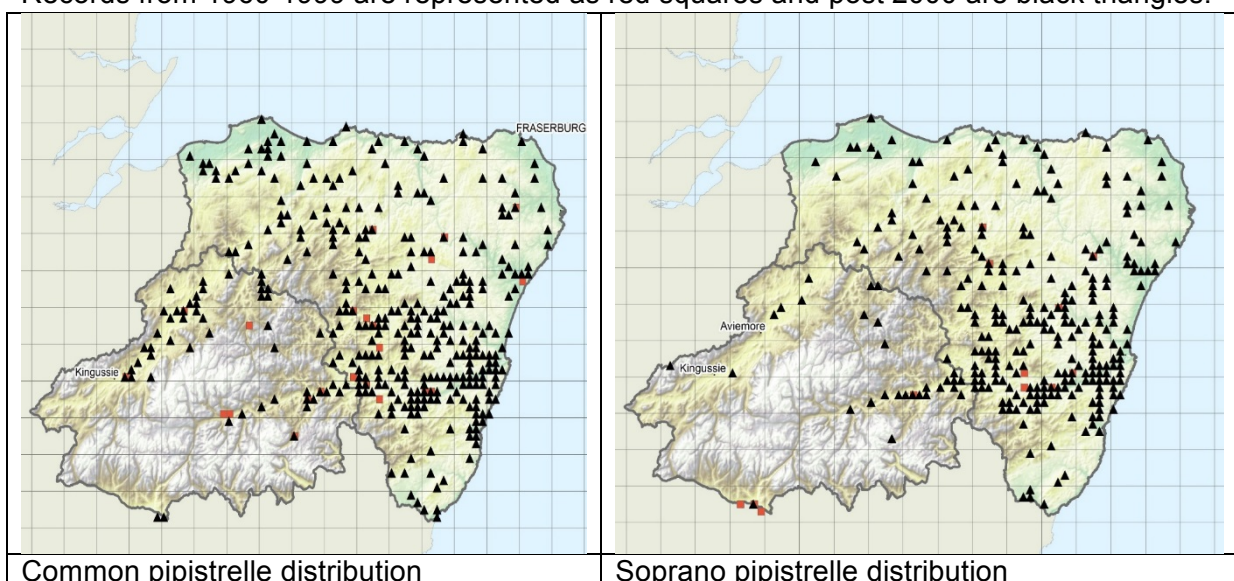 Records from 1960-1999 are represented as red squares and post 2000 are black triangles.
FRASERBURG
Kingussie
Aviemore
Kingussie
Common pipistrelle distribution
Soprano pipistrelle distribution